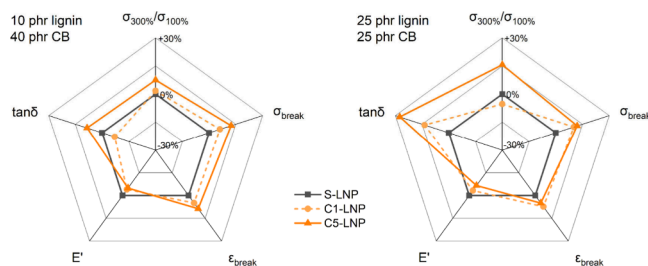 10 phr lignin
40 phr CB
σ300%/σ100%
+30%
0%
-30%
tanδ
σbreak
E'
εbreak
S-LNP
C1-LNP
C5-LNP
25 phr lignin
25 phr CB
σ300%/σ100%
+30%
0%
-30%
tanδ
σbreak
E'
εbreak